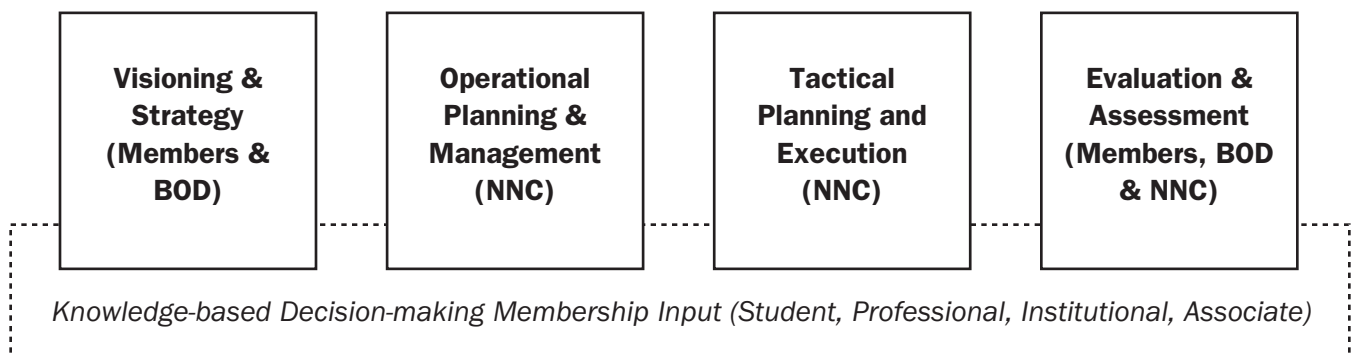 Visioning &
Strategy
(Members &
BOD)
Operational
Planning &
Management
(NNC)
Tactical
Planning and
Execution
(NNC)
Evaluation &
Assessment
(Members, BOD
& NNC)
Knowledge-based Decision-making Membership Input (Student, Professional, Institutional, Associate)